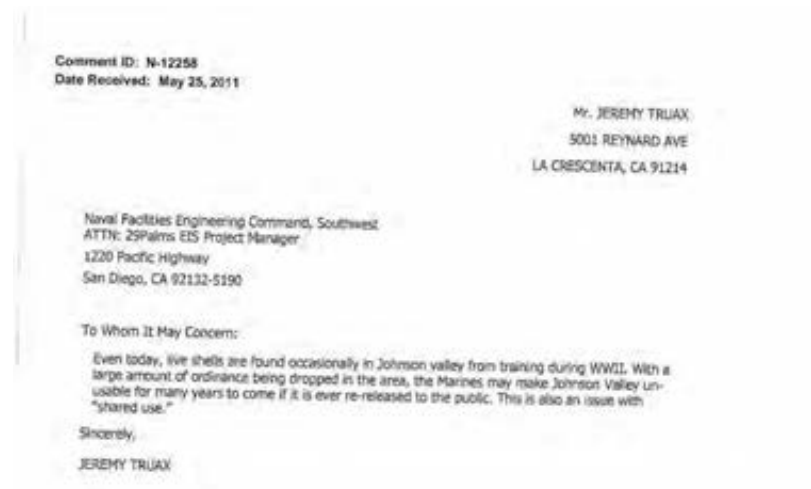 Comment ID: N-12258
Date Received: May 25, 2011
Mr. JEREMY TRUAX
5001 REYNARD AVE
LA CRESCENTA, CA 91214
Naval Facilities Engineering Command, Southwest
ATTN: 29Palms EIS Project Manager
1220 Pacific Highway
San Diego, CA 92132-5190
To Whom It May Concern:
Even today, live shells are found occasionally in Johnson valley from training during WWII. With a
large amount of ordinance being dropped in the area, the Marines may make Johnson Valley un-
usable for many years to come if it is ever re-released to the public. This is also an issue with
"shared use."
Sincerely,
JEREMY TRUAX